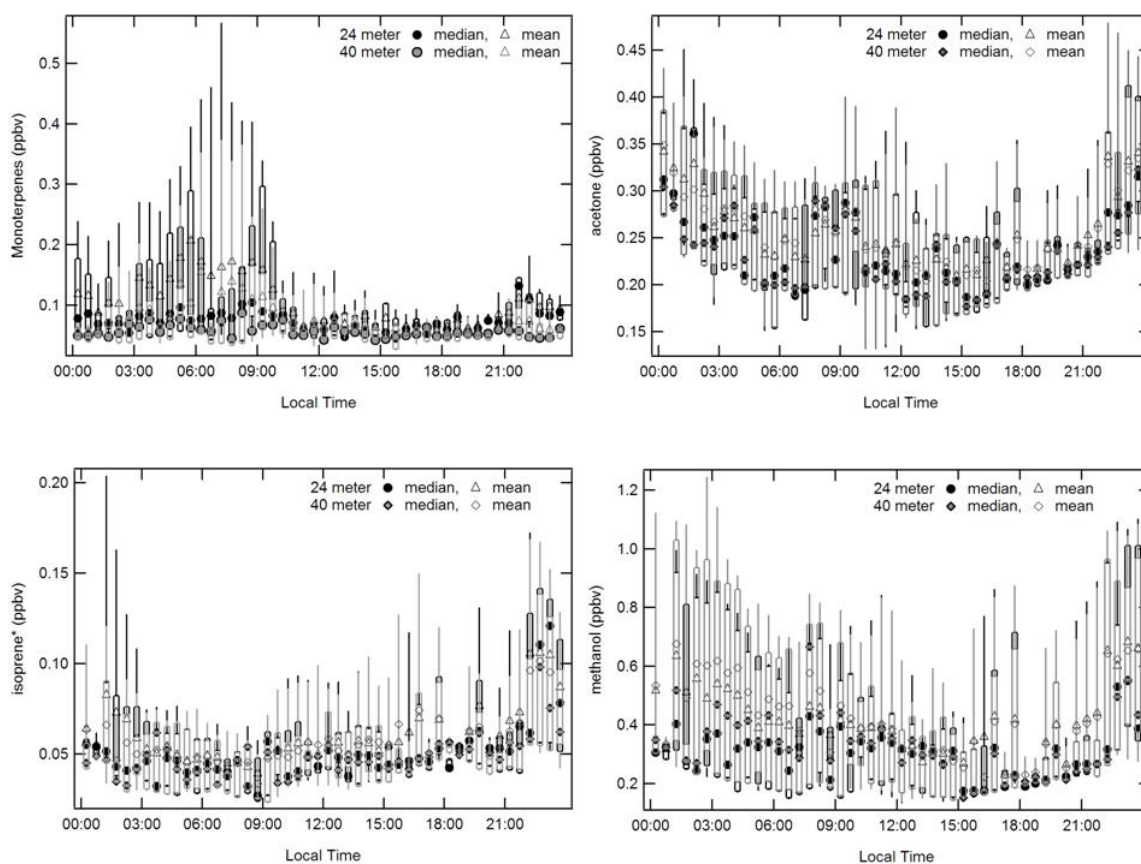 24 meter ● median, △ mean
40 meter ● median, △ mean
Monoterpenes (ppbv)
0.5
0.4
0.3
0.2
0.1
00:00 03:00 06:00 09:00 12:00 15:00 18:00 21:00
Local Time
24 meter ● median, △ mean
40 meter ◆ median, ◇ mean
acetone (ppbv)
0.45
0.40
0.35
0.30
0.25
0.20
0.15
00:00 03:00 06:00 09:00 12:00 15:00 18:00 21:00
Local Time
24 meter ● median, △ mean
40 meter ◆ median, ◇ mean
isoprene* (ppbv)
0.20
0.15
0.10
0.05
00:00 03:00 06:00 09:00 12:00 15:00 18:00 21:00
Local Time
24 meter ● median, △ mean
40 meter ◆ median, ◇ mean
methanol (ppbv)
1.2
1.0
0.8
0.6
0.4
0.2
00:00 03:00 06:00 09:00 12:00 15:00 18:00 21:00
Local Time